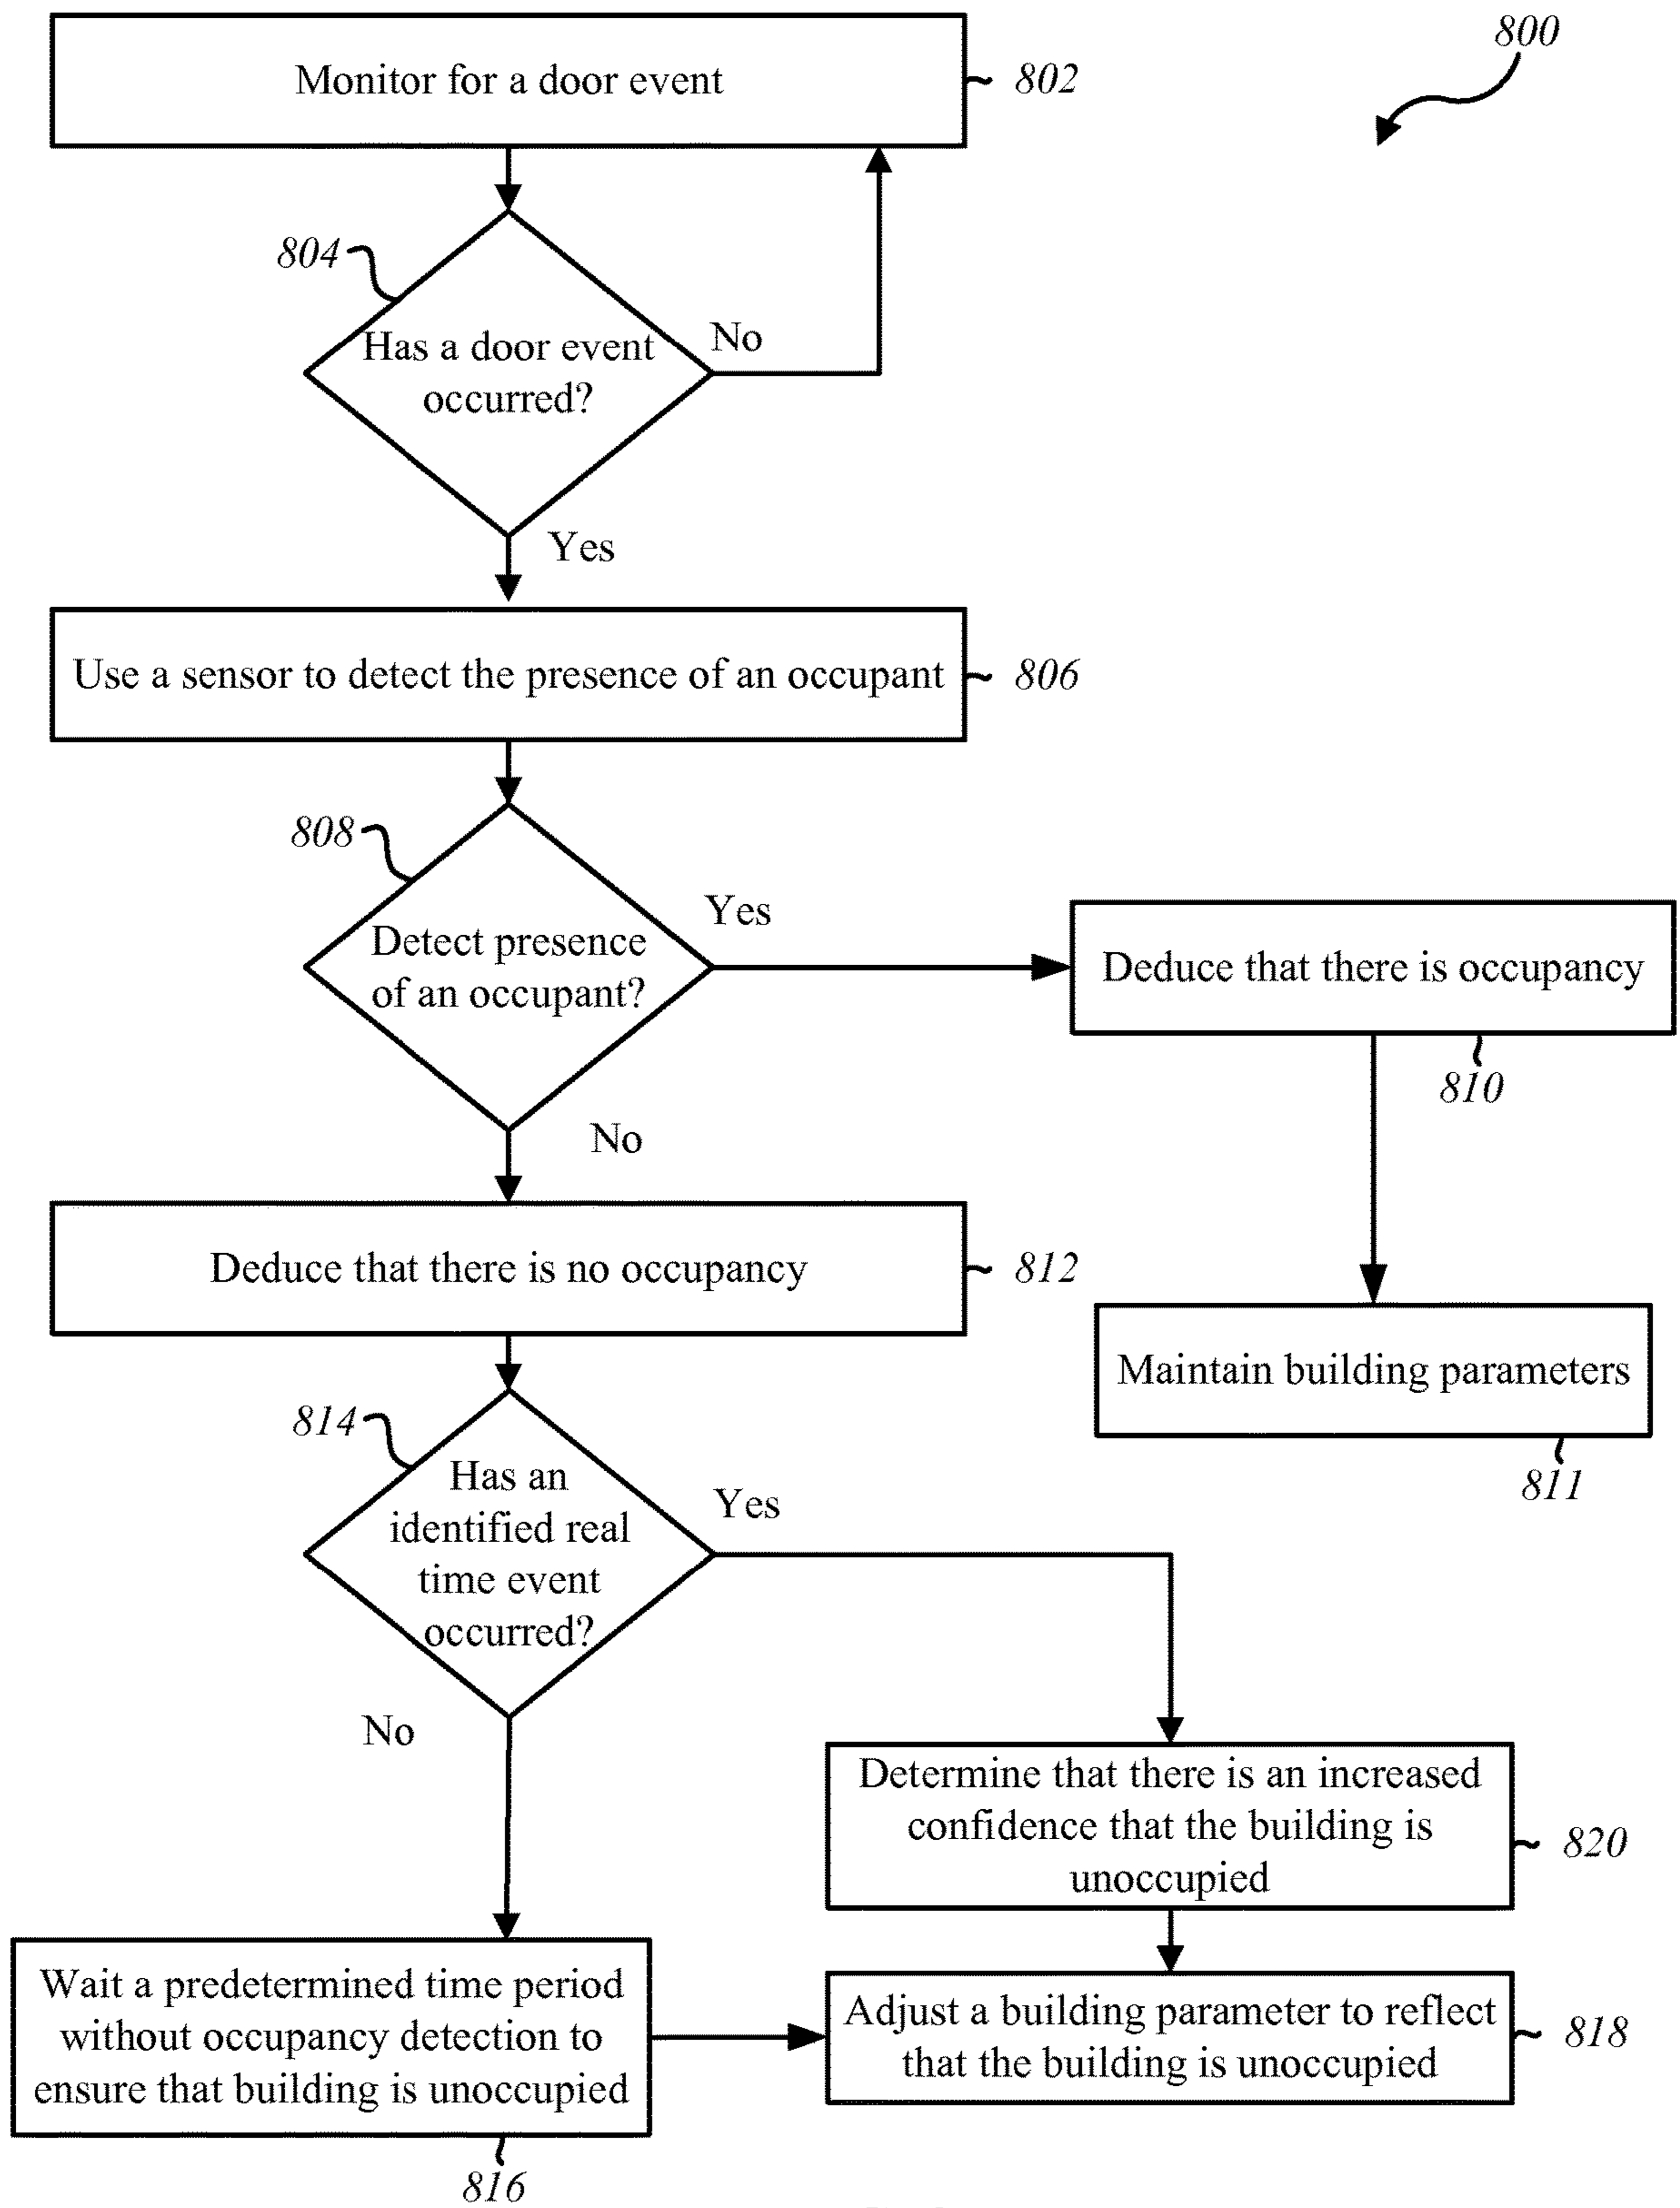 800
Monitor for a door event
802
804
Has a door event
occurred?
No
Yes
Use a sensor to detect the presence of an occupant
806
808
Detect presence
of an occupant?
Yes
Deduce that there is occupancy
810
No
Deduce that there is no occupancy
812
Maintain building parameters
811
814
Has an
identified real
time event
occurred?
Yes
No
Determine that there is an increased
confidence that the building is
unoccupied
820
Wait a predetermined time period
without occupancy detection to
ensure that building is unoccupied
816
Adjust a building parameter to reflect
that the building is unoccupied
818